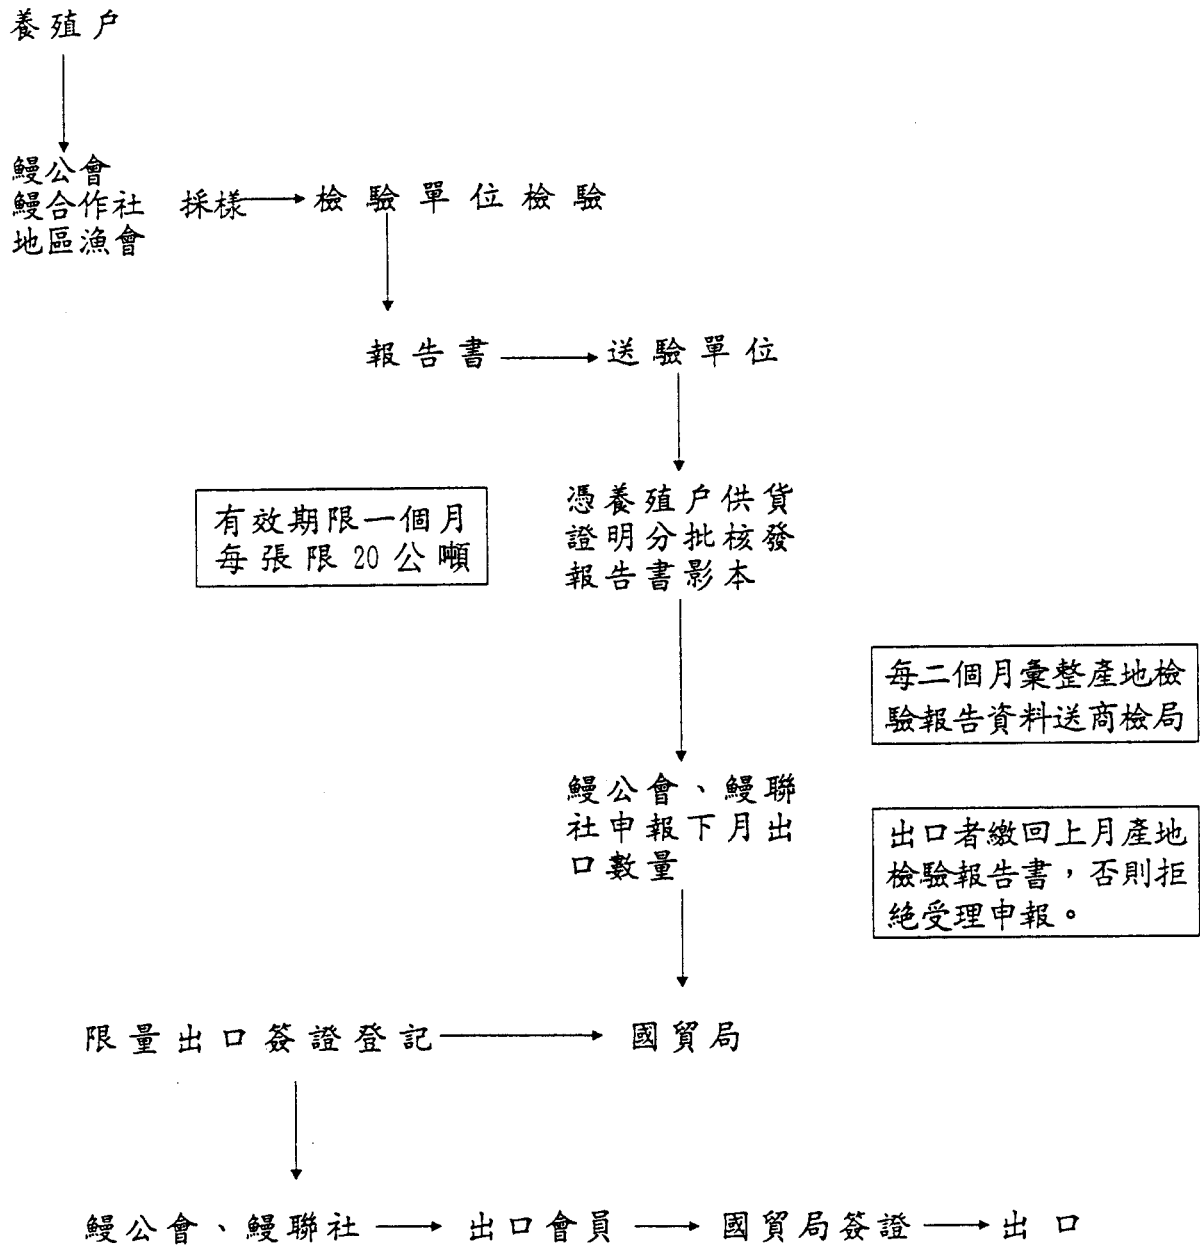 養殖戶
鰻公會
鰻合作社 採樣 檢驗單位檢驗
地區漁會
報告書 送驗單位
有效期限一個月
每張限20公噸
憑養殖戶供貨
證明分批核發
報告書影本
每二個月彙整產地檢
驗報告資料送商檢局
鰻公會、鰻聯
社申報下月出
口數量
出口者繳回上月產地
檢驗報告書，否則拒
絕受理申報。
限量出口簽證登記 國貿局
鰻公會、鰻聯社 出口會員 國貿局簽證 出口